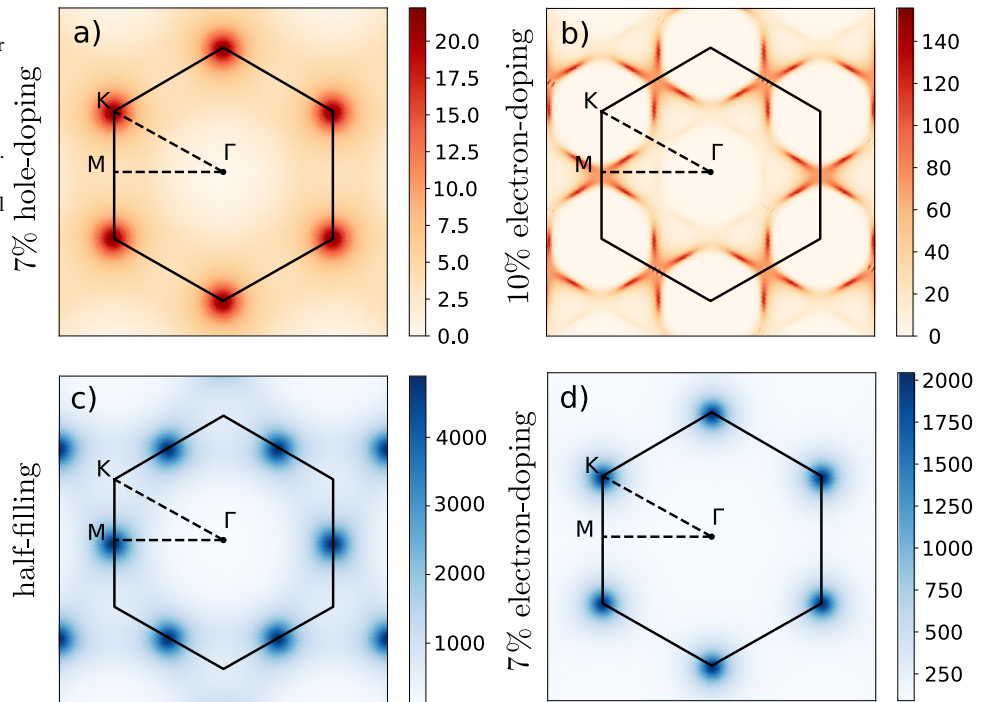 r
.
l
a)
7% hole-doping
K
M
Γ
20.0
17.5
15.0
12.5
10.0
7.5
5.0
2.5
0.0
b)
10% electron-doping
K
M
Γ
140
120
100
80
60
40
20
0
c)
half-filling
K
M
Γ
4000
3000
2000
1000
d)
7% electron-doping
K
M
Γ
2000
1750
1500
1250
1000
750
500
250